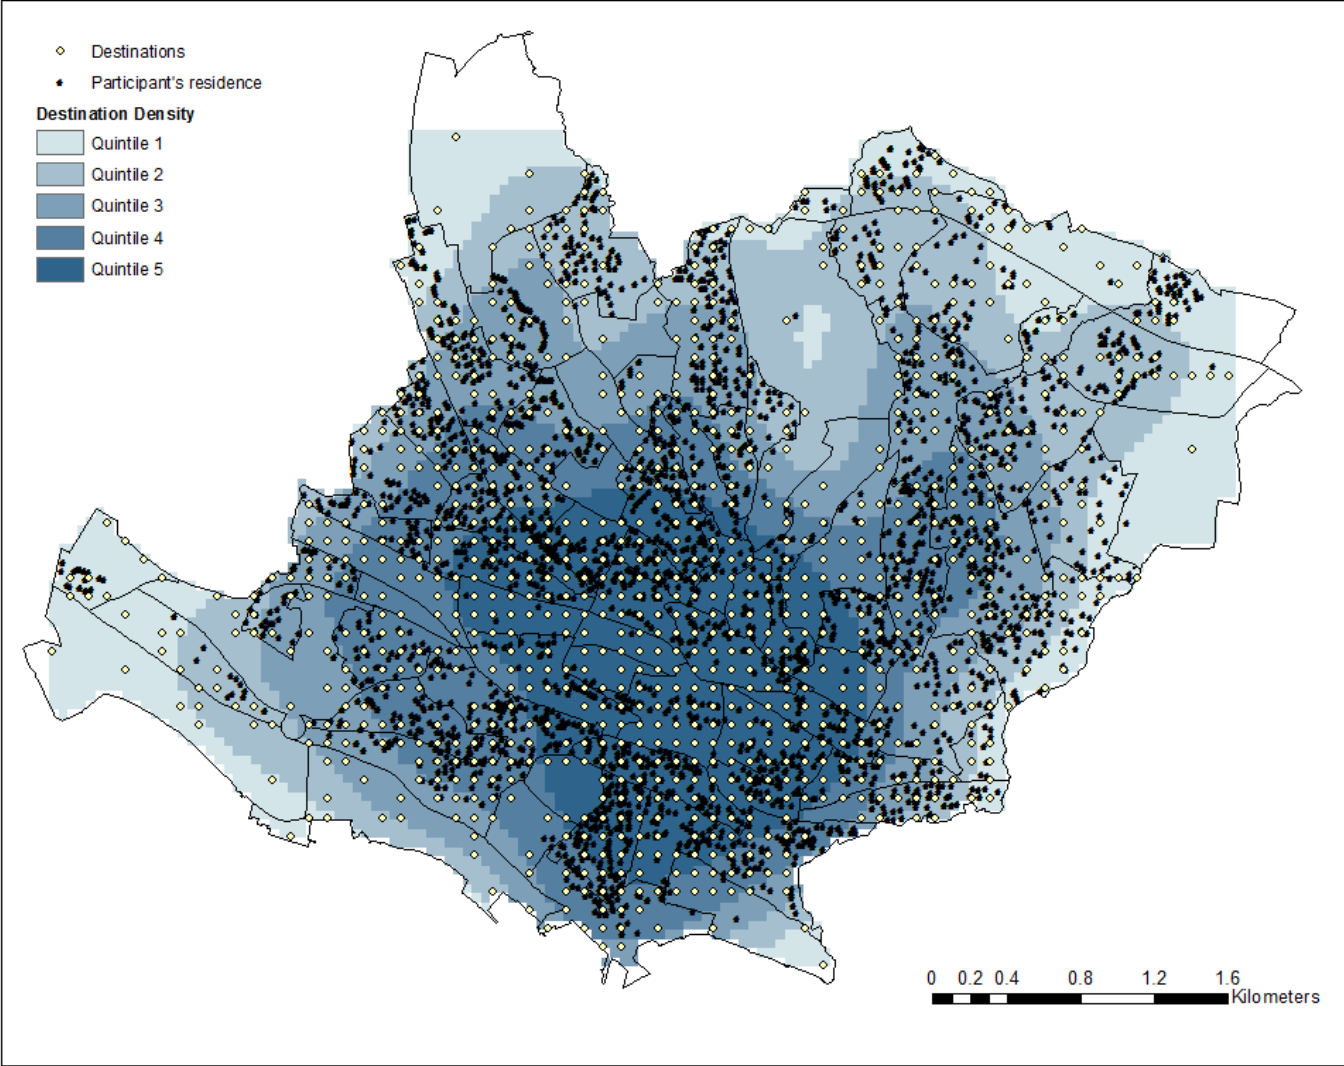 Destinations
Participant's residence
Destination Density
Quintile 1
Quintile 2
Quintile 3
Quintile 4
Quintile 5
0 0.2 0.4 0.8 1.2 1.6
Kilometers